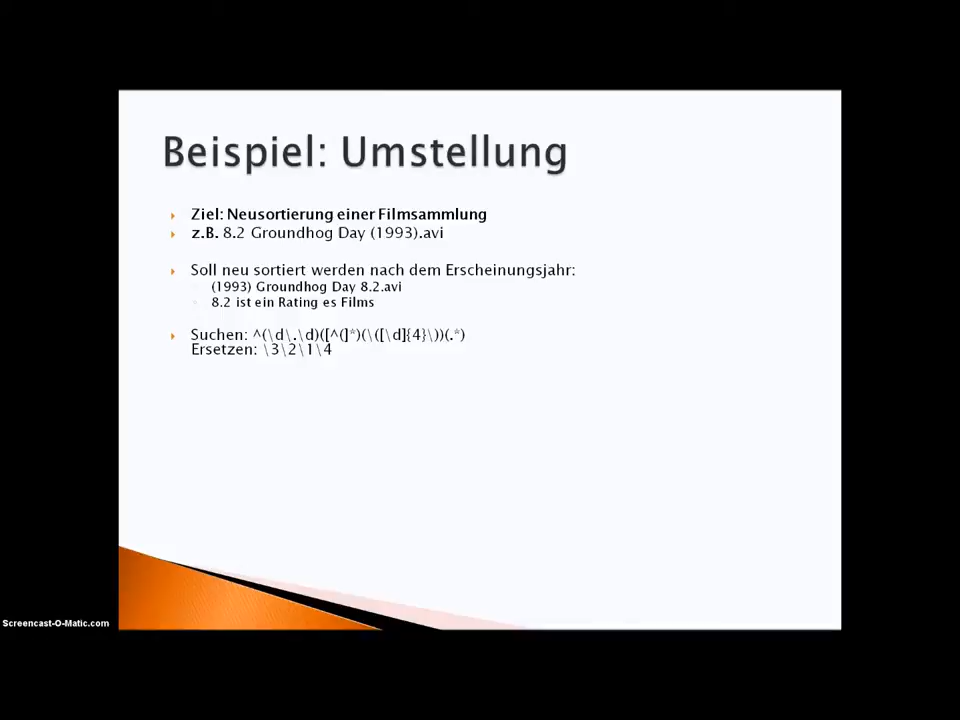 Beispiel: Umstellung
Ziel: Neusortierung einer Filmsammlung
z.B. 8.2 Groundhog Day (1993).avi
Soll neu sortiert werden nach dem Erscheinungsjahr:
(1993) Groundhog Day 8.2.avi
8.2 ist ein Rating es Films
Suchen: ^(\d\.\d)([^(]*)(\([\d]{4}\))(.*)
Ersetzen: \3\2\1\4
Screencast-O-Matic.com